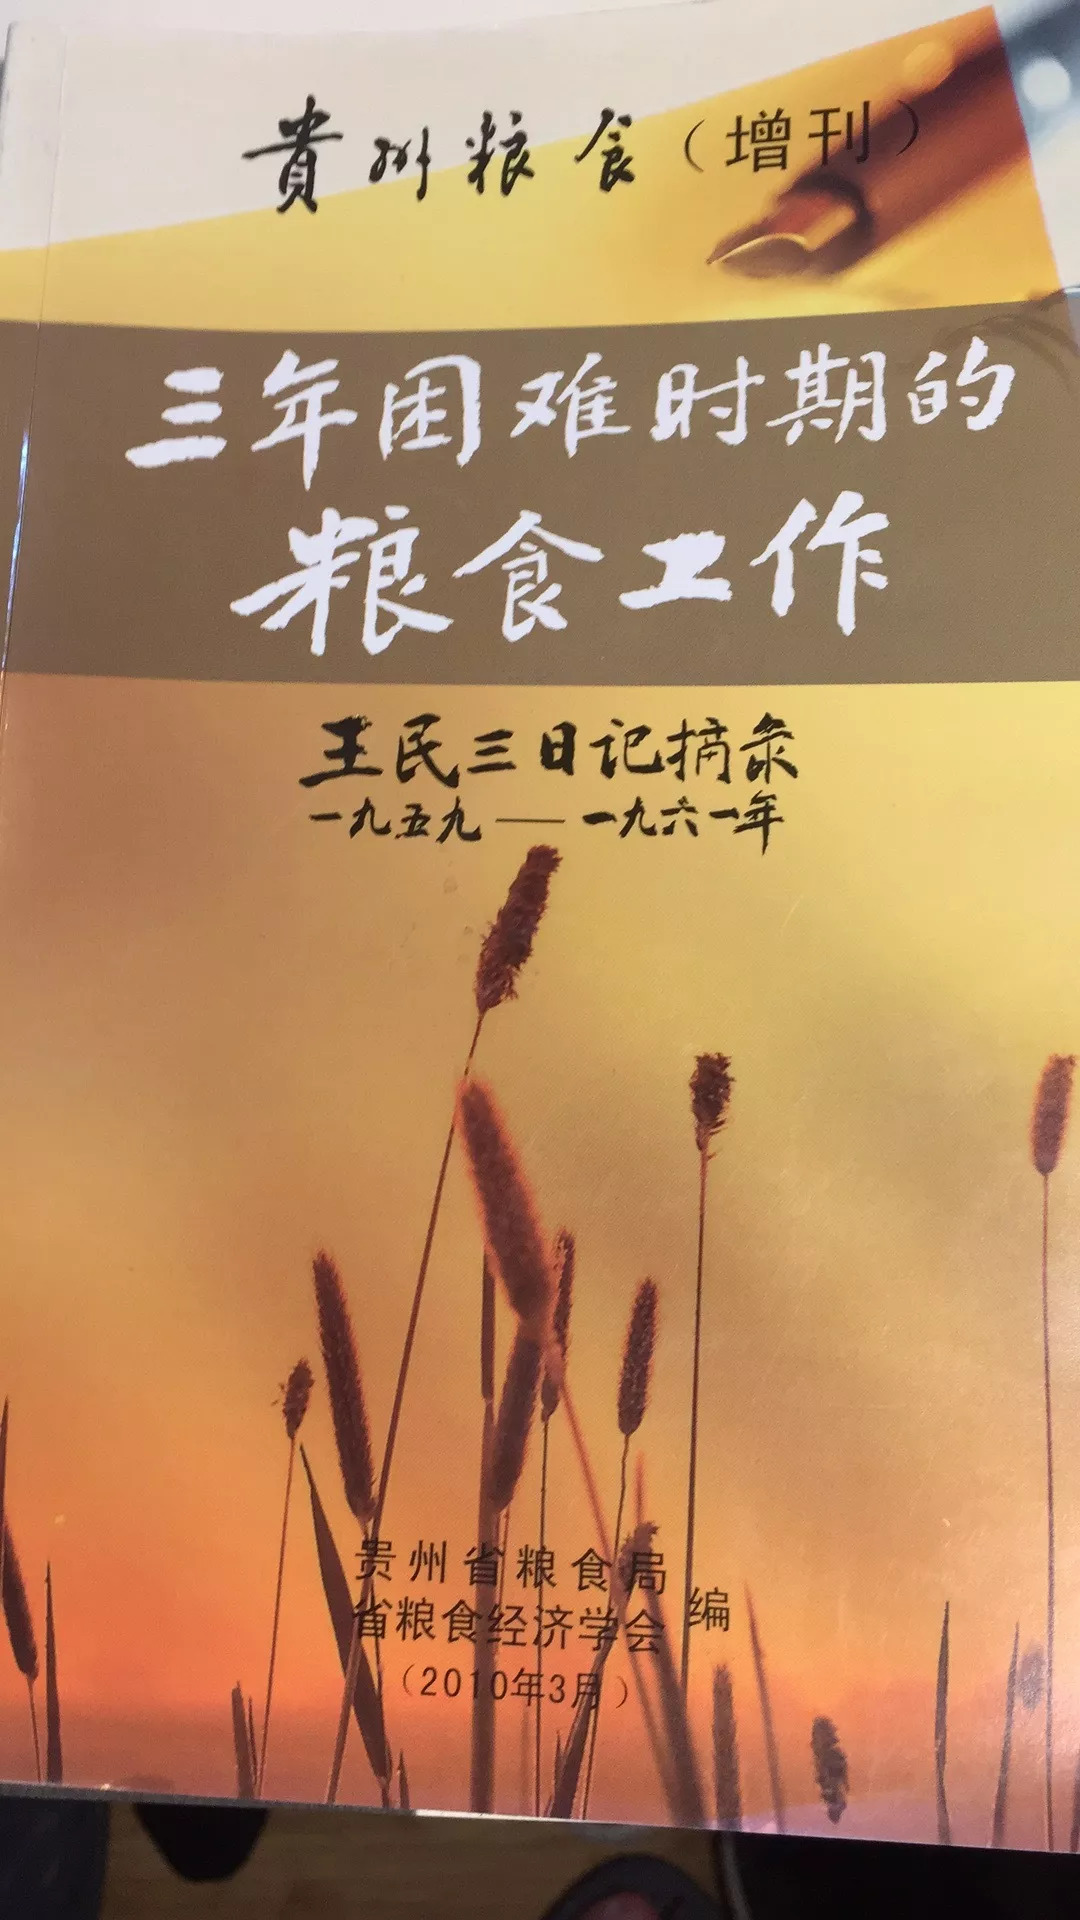 貴州粮食（增刊）
三年困难时期的
粮食工作
王民三日记摘录
一九五九——一九六一年
贵州省粮食局
省粮食经济学会 编
（2010年3月）